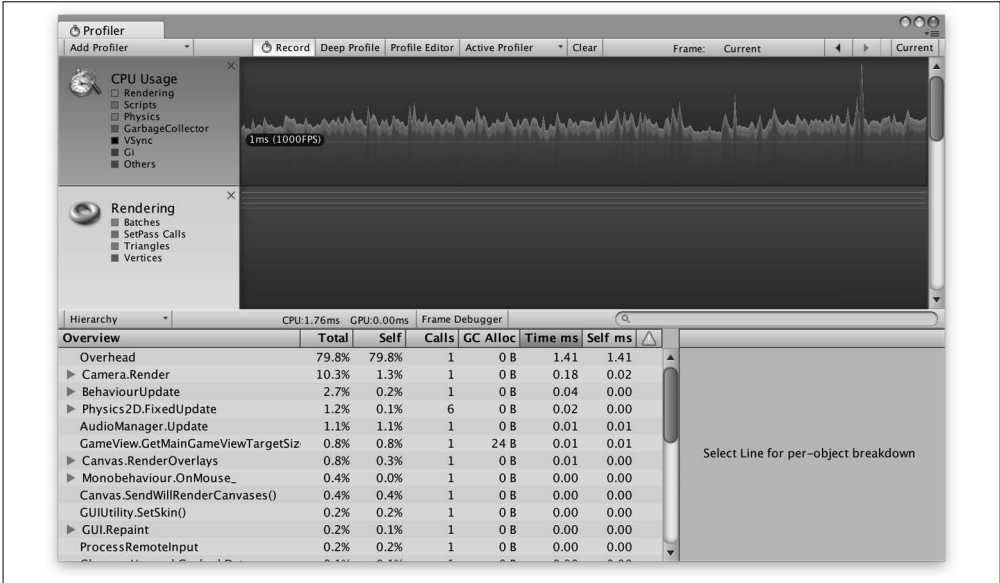 Profiler
Add Profiler Record Deep Profile Profile Editor Active Profiler Clear Frame: Current Current
CPU Usage
Rendering
Scripts
Physics
GarbageCollector
VSync
Gi
Others
1ms (1000FPS)
Rendering
Batches
SetPass Calls
Triangles
Vertices
Hierarchy CPU:1.76ms GPU:0.00ms Frame Debugger
Overview Total Self Calls GC Alloc Time ms Self ms
Overhead 79.8% 79.8% 1 0 B 1.41 1.41
Camera.Render 10.3% 1.3% 1 0 B 0.18 0.02
BehaviourUpdate 2.7% 0.2% 1 0 B 0.04 0.00
Physics2D.FixedUpdate 1.2% 0.1% 6 0 B 0.02 0.00
AudioManager.Update 1.1% 1.1% 1 0 B 0.01 0.01
GameView.GetMainGameViewTargetSiz 0.8% 0.8% 1 24 B 0.01 0.01
Canvas.RenderOverlays 0.8% 0.3% 1 0 B 0.01 0.00
Monobehaviour.OnMouse_ 0.4% 0.0% 1 0 B 0.00 0.00
Canvas.SendWillRenderCanvases() 0.4% 0.4% 1 0 B 0.00 0.00
GUIUtility.SetSkin() 0.2% 0.2% 1 0 B 0.00 0.00
GUI.Repaint 0.2% 0.1% 1 0 B 0.00 0.00
ProcessRemoteInput 0.2% 0.2% 1 0 B 0.00 0.00
Select Line for per-object breakdown